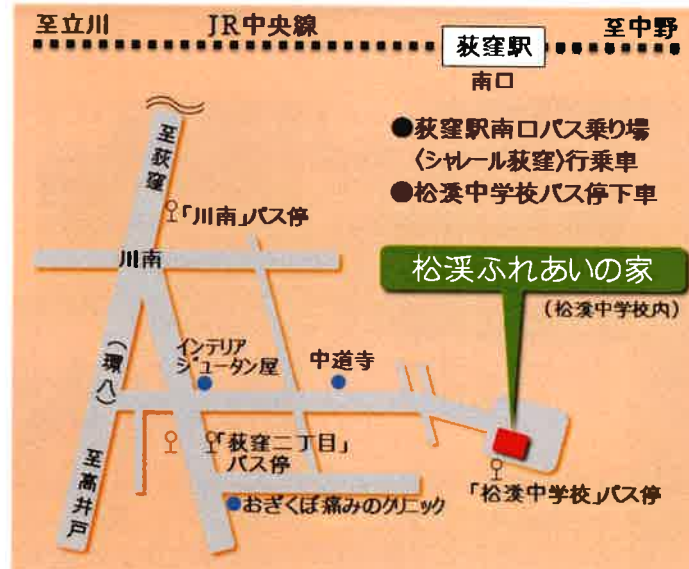 至立川
JR中央線
荻窪駅
至中野
南口
●荻窪駅南口バス乗り場
〈シャレール荻窪〉行乗車
●松渓中学校バス停下車
至荻窪
「川南」バス停
川南
松渓ふれあいの家
(松渓中学校内)
インテリア
ジュータン屋
中道寺
(環八)
「荻窪二丁目」
バス停
至高井戸
おぎくぼ痛みのクリニック
「松渓中学校」バス停